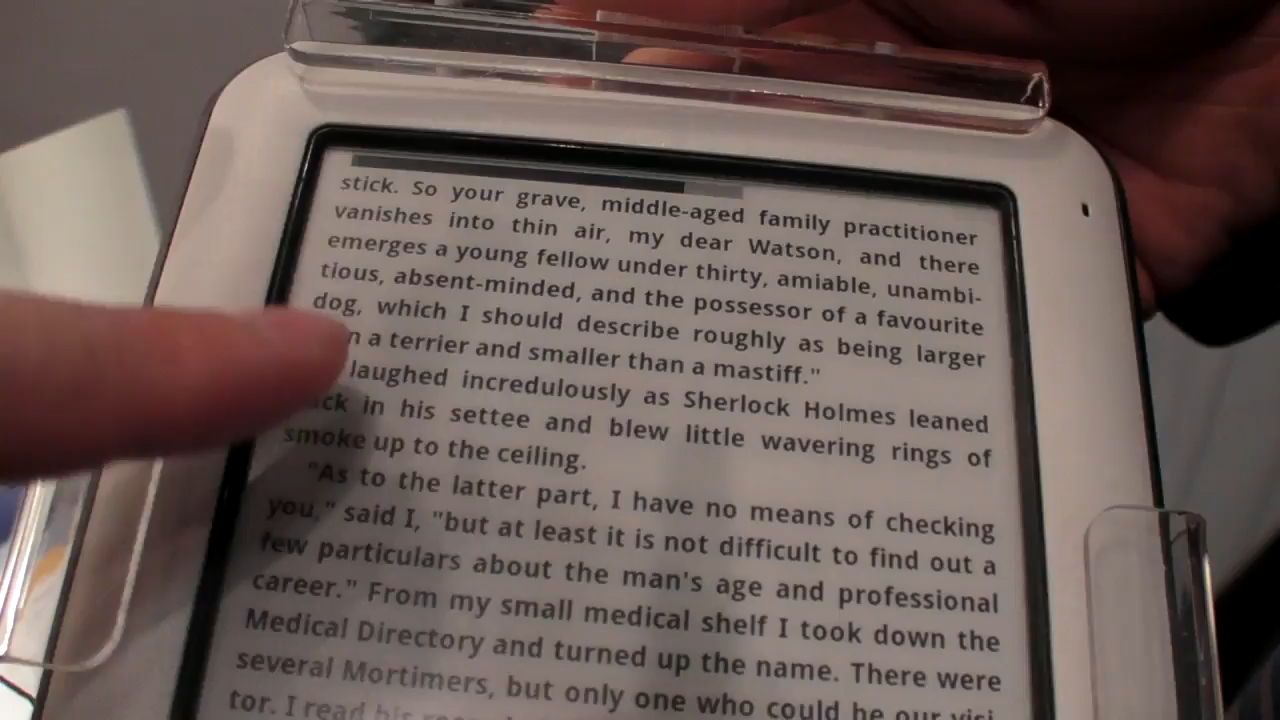 stick. So your grave, middle-aged family practitioner
vanishes into thin air, my dear Watson, and there
emerges a young fellow under thirty, amiable, unambi-
tious, absent-minded, and the possessor of a favourite
dog, which I should describe roughly as being larger
a terrier and smaller than a mastiff."
laughed incredulously as Sherlock Holmes leaned
in his settee and blew little wavering rings of
smoke up to the ceiling.
"As to the latter part, I have no means of checking
you," said I, "but at least it is not difficult to find out a
few particulars about the man's age and professional
career." From my small medical shelf I took down the
Medical Directory and turned up the name. There were
several Mortimers, but only one who could be our visi-
tor. I read his